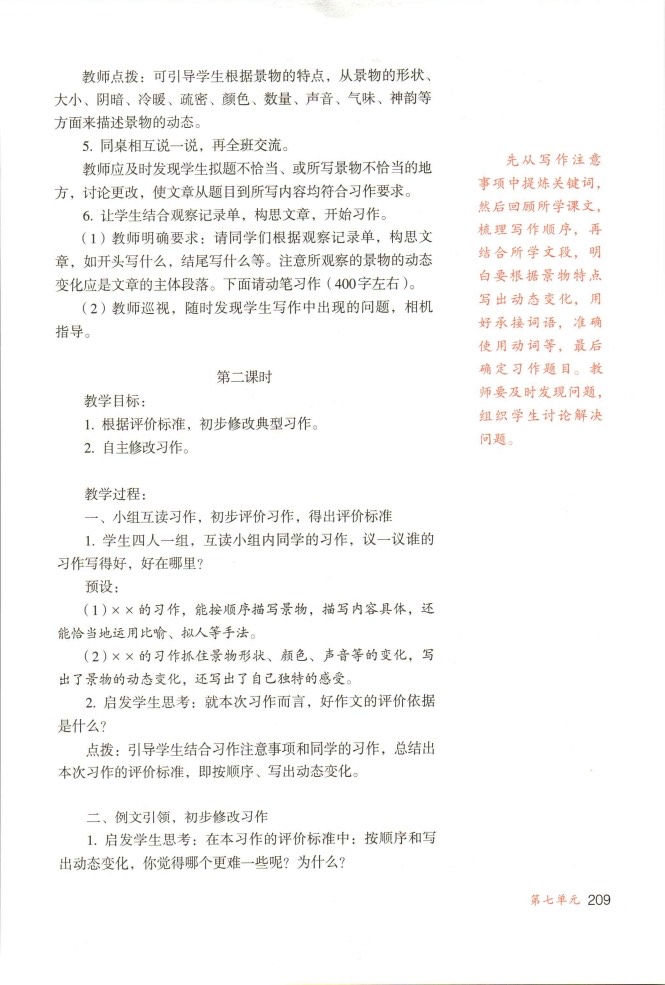 教师点拨：可引导学生根据景物的特点，从景物的形状、
大小、阴暗、冷暖、疏密、颜色、数量、声音、气味、神韵等
方面来描述景物的动态。
5. 同桌相互说一说，再全班交流。
教师应及时发现学生拟题不恰当、或所写景物不恰当的地
方，讨论更改，使文章从题目到所写内容均符合习作要求。
6. 让学生结合观察记录单，构思文章，开始习作。
（1）教师明确要求：请同学们根据观察记录单，构思文
章，如开头写什么，结尾写什么等。注意所观察的景物的动态
变化应是文章的主体段落。下面请动笔习作（400字左右）。
（2）教师巡视，随时发现学生写作中出现的问题，相机
指导。
第二课时
教学目标：
1. 根据评价标准，初步修改典型习作。
2. 自主修改习作。
教学过程：
一、小组互读习作，初步评价习作，得出评价标准
1. 学生四人一组，互读小组内同学的习作，议一议谁的
习作写得好，好在哪里？
预设：
（1）××的习作，能按顺序描写景物，描写内容具体，还
能恰当地运用比喻、拟人等手法。
（2）××的习作抓住景物形状、颜色、声音等的变化，写
出了景物的动态变化，还写出了自己独特的感受。
2. 启发学生思考：就本次习作而言，好作文的评价依据
是什么？
点拨：引导学生结合习作注意事项和同学的习作，总结出
本次习作的评价标准，即按顺序、写出动态变化。
二、例文引领，初步修改习作
1. 启发学生思考：在本习作的评价标准中：按顺序和写
出动态变化，你觉得哪个更难一些呢？为什么？
先从写作注意
事项中提炼关键词，
然后回顾所学课文，
梳理写作顺序，再
结合所学文段，明
白要根据景物特点
写出动态变化，用
好承接词语，准确
使用动词等，最后
确定习作题目。教
师要及时发现问题，
组织学生讨论解决
问题。
第七单元 209